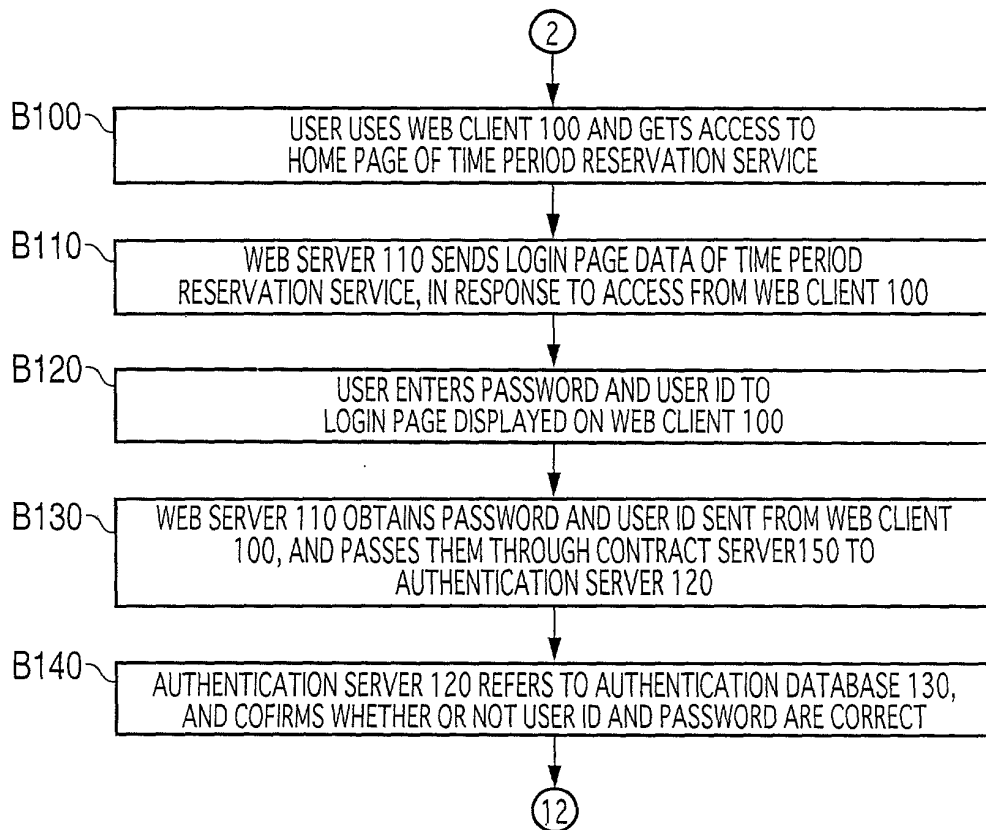 2
B100
USER USES WEB CLIENT 100 AND GETS ACCESS TO
HOME PAGE OF TIME PERIOD RESERVATION SERVICE
B110
WEB SERVER 110 SENDS LOGIN PAGE DATA OF TIME PERIOD
RESERVATION SERVICE, IN RESPONSE TO ACCESS FROM WEB CLIENT 100
B120
USER ENTERS PASSWORD AND USER ID TO
LOGIN PAGE DISPLAYED ON WEB CLIENT 100
B130
WEB SERVER 110 OBTAINS PASSWORD AND USER ID SENT FROM WEB CLIENT
100, AND PASSES THEM THROUGH CONTRACT SERVER150 TO
AUTHENTICATION SERVER 120
B140
AUTHENTICATION SERVER 120 REFERS TO AUTHENTICATION DATABASE 130,
AND COFIRMS WHETHER OR NOT USER ID AND PASSWORD ARE CORRECT
12